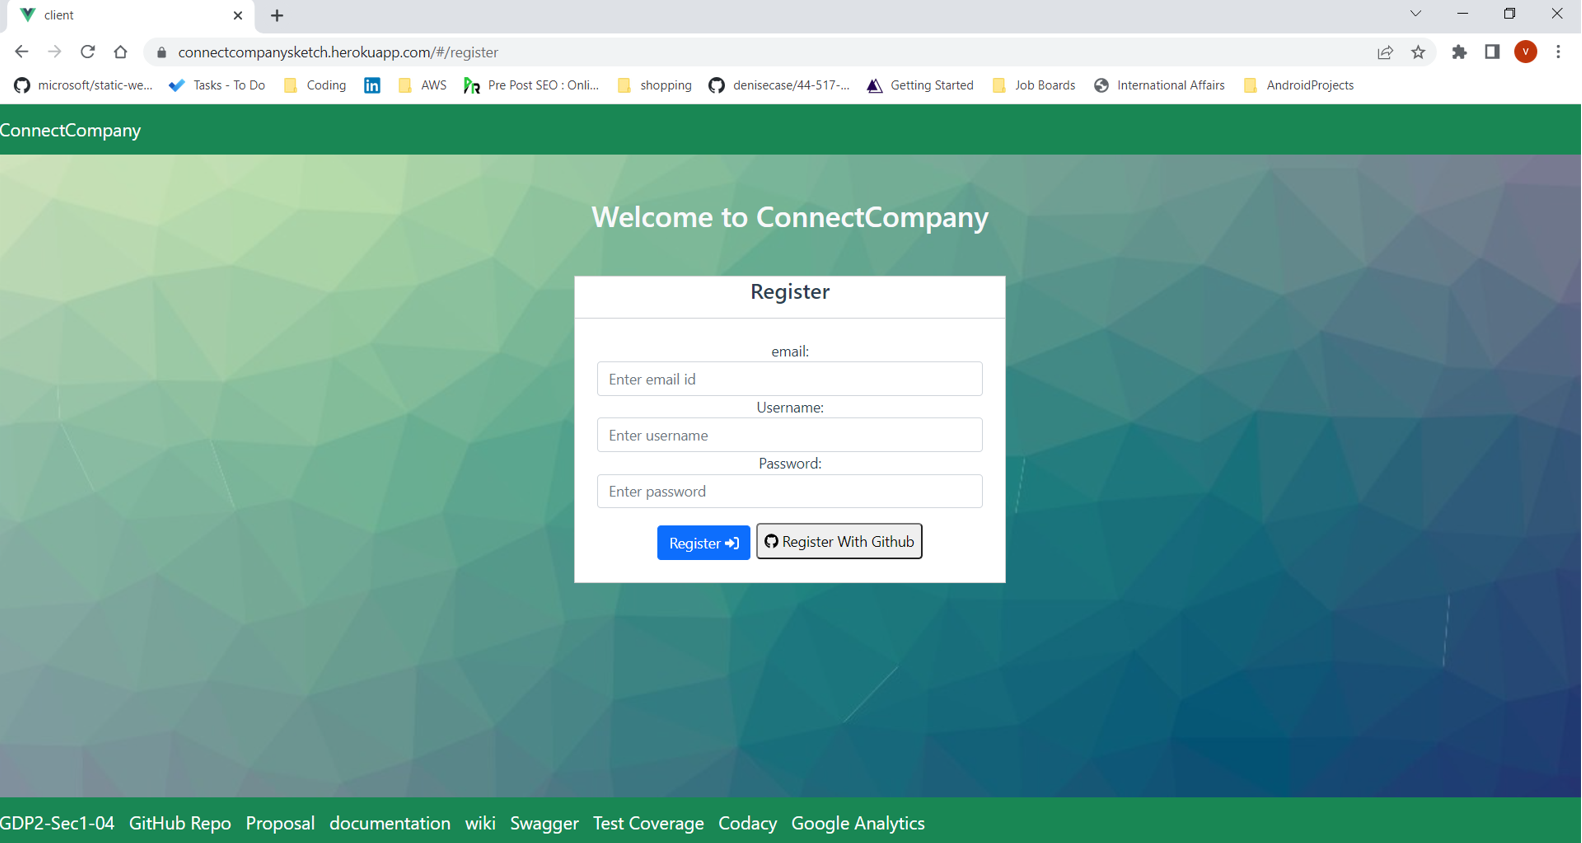 client
connectcompanysketch.herokuapp.com/#/register
V
microsoft/static-we... Tasks - To Do Coding in AWS PR Pre Post SEO : Onli... shopping denisecase/44-517-... Getting Started Job Boards International Affairs AndroidProjects
ConnectCompany
Welcome to ConnectCompany
Register
email:
Enter email id
Username:
Enter username
Password:
Enter password
Register Register With Github
GDP2-Sec1-04 GitHub Repo Proposal documentation wiki Swagger Test Coverage Codacy Google Analytics